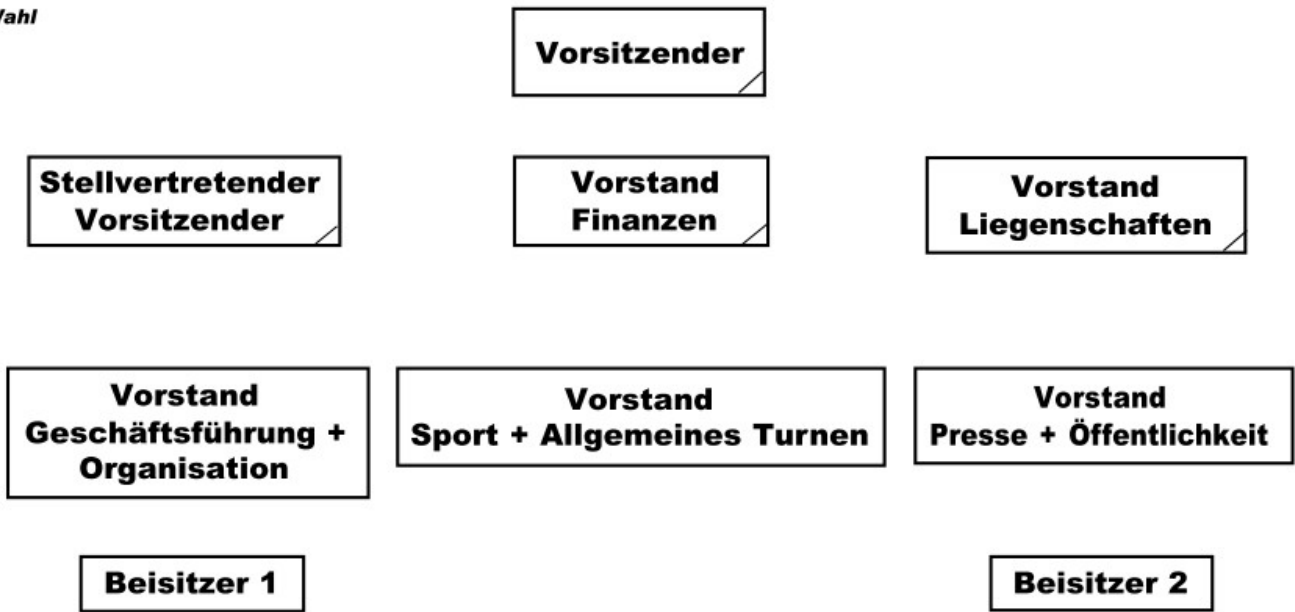 Vorsitzender
Stellvertretender
Vorsitzender
Vorstand
Finanzen
Vorstand
Liegenschaften
Vorstand
Geschäftsführung +
Organisation
Vorstand
Sport + Allgemeines Turnen
Vorstand
Presse + Öffentlichkeit
Beisitzer 1
Beisitzer 2